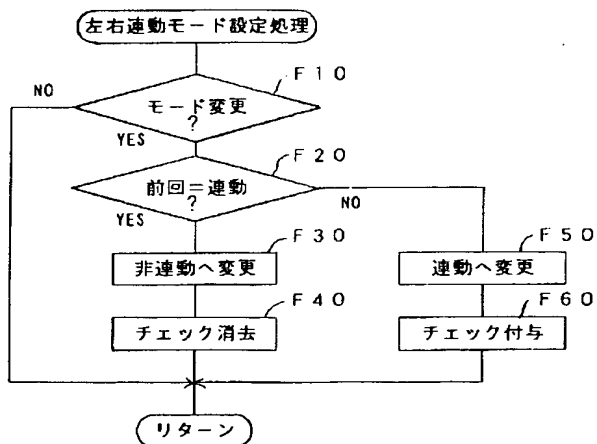 左右連動モード設定処理
F10
NO
モード変更
?
YES
F20
前回=連動
?
YES
NO
F30
非連動へ変更
F50
連動へ変更
F40
チェック消去
F60
チェック付与
リターン